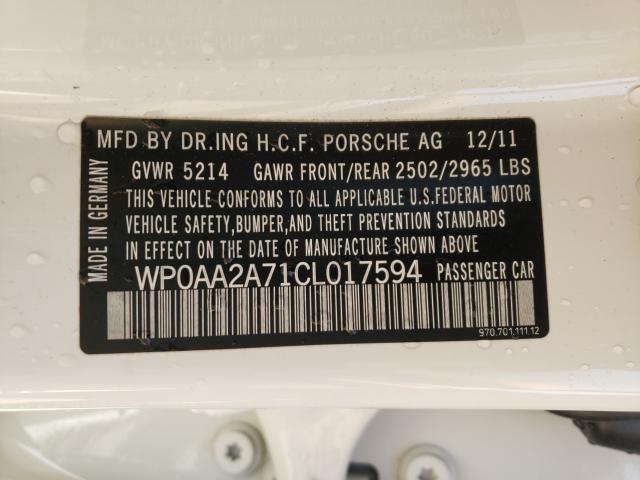 MFD BY DR.ING H.C.F. PORSCHE AG 12/11
GVWR 5214 GAWR FRONT/REAR 2502/2965 LBS
THIS VEHICLE CONFORMS TO ALL APPLICABLE U.S.FEDERAL MOTOR
VEHICLE SAFETY,BUMPER,AND THEFT PREVENTION STANDARDS
IN EFFECT ON THE DATE OF MANUFACTURE SHOWN ABOVE.
WP0AA2A71CL017594 PASSENGER CAR
970.701.111.12
MADE IN GERMANY